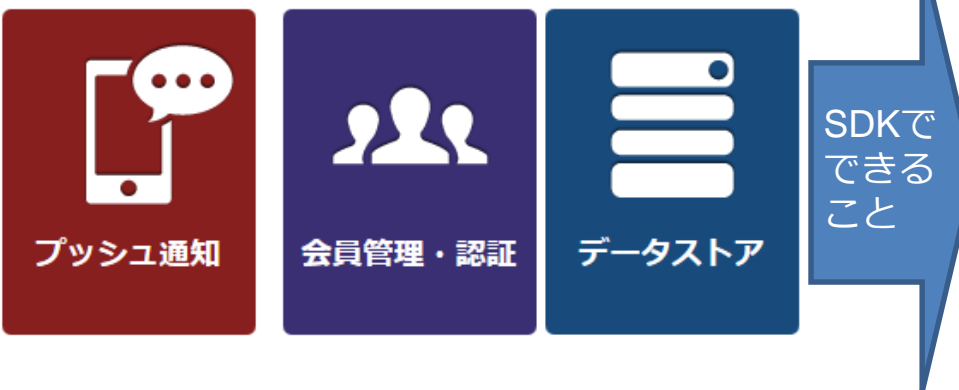 プッシュ通知
会員管理・認証
データストア
SDKで
できる
こと